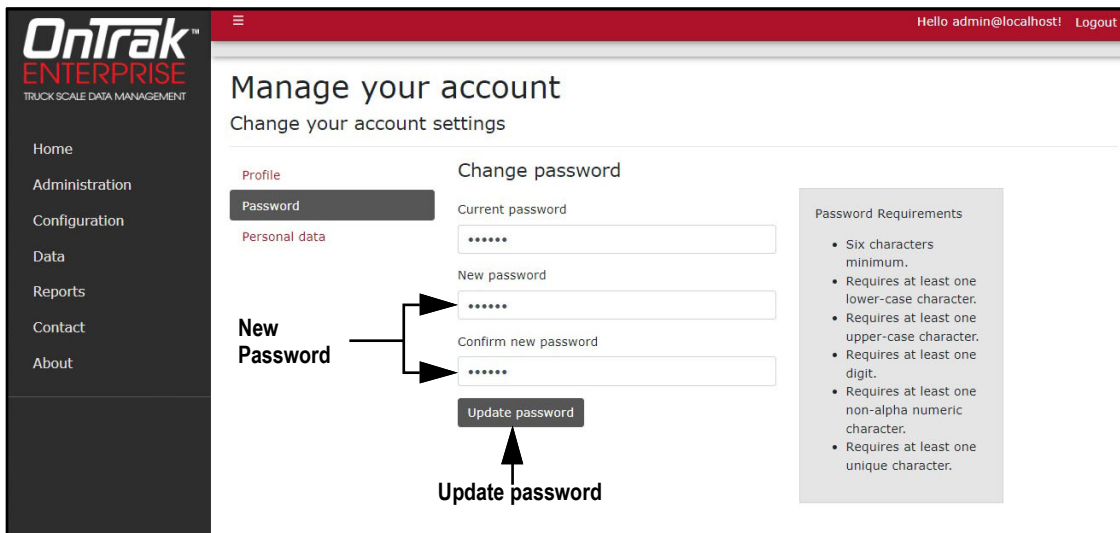 OnTrak™
ENTERPRISE
TRUCK SCALE DATA MANAGEMENT
☰
Hello admin@localhost! Logout
Home
Administration
Configuration
Data
Reports
Contact
About
Manage your account
Change your account settings
Profile
Password
Personal data
Change password
Current password
••••••
New password
••••••
Confirm new password
••••••
Update password
New
Password
Update password
Password Requirements
• Six characters
minimum.
• Requires at least one
lower-case character.
• Requires at least one
upper-case character.
• Requires at least one
digit.
• Requires at least one
non-alpha numeric
character.
• Requires at least one
unique character.